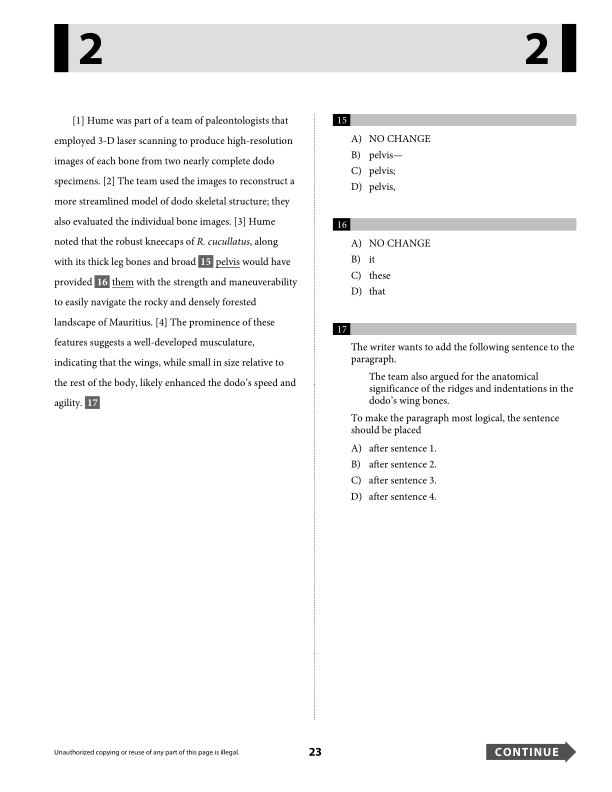 2
2
[1] Hume was part of a team of paleontologists that
employed 3-D laser scanning to produce high-resolution
images of each bone from two nearly complete dodo
specimens. [2] The team used the images to reconstruct a
more streamlined model of dodo skeletal structure; they
also evaluated the individual bone images. [3] Hume
noted that the robust kneecaps of R. cucullatus, along
with its thick leg bones and broad 15 pelvis would have
provided 16 them with the strength and maneuverability
to easily navigate the rocky and densely forested
landscape of Mauritius. [4] The prominence of these
features suggests a well-developed musculature,
indicating that the wings, while small in size relative to
the rest of the body, likely enhanced the dodo's speed and
agility. 17
15
A) NO CHANGE
B) pelvis—
C) pelvis;
D) pelvis,
16
A) NO CHANGE
B) it
C) these
D) that
17
The writer wants to add the following sentence to the
paragraph.
The team also argued for the anatomical
significance of the ridges and indentations in the
dodo's wing bones.
To make the paragraph most logical, the sentence
should be placed
A) after sentence 1.
B) after sentence 2.
C) after sentence 3.
D) after sentence 4.
Unauthorized copying or reuse of any part of this page is illegal.
23
CONTINUE